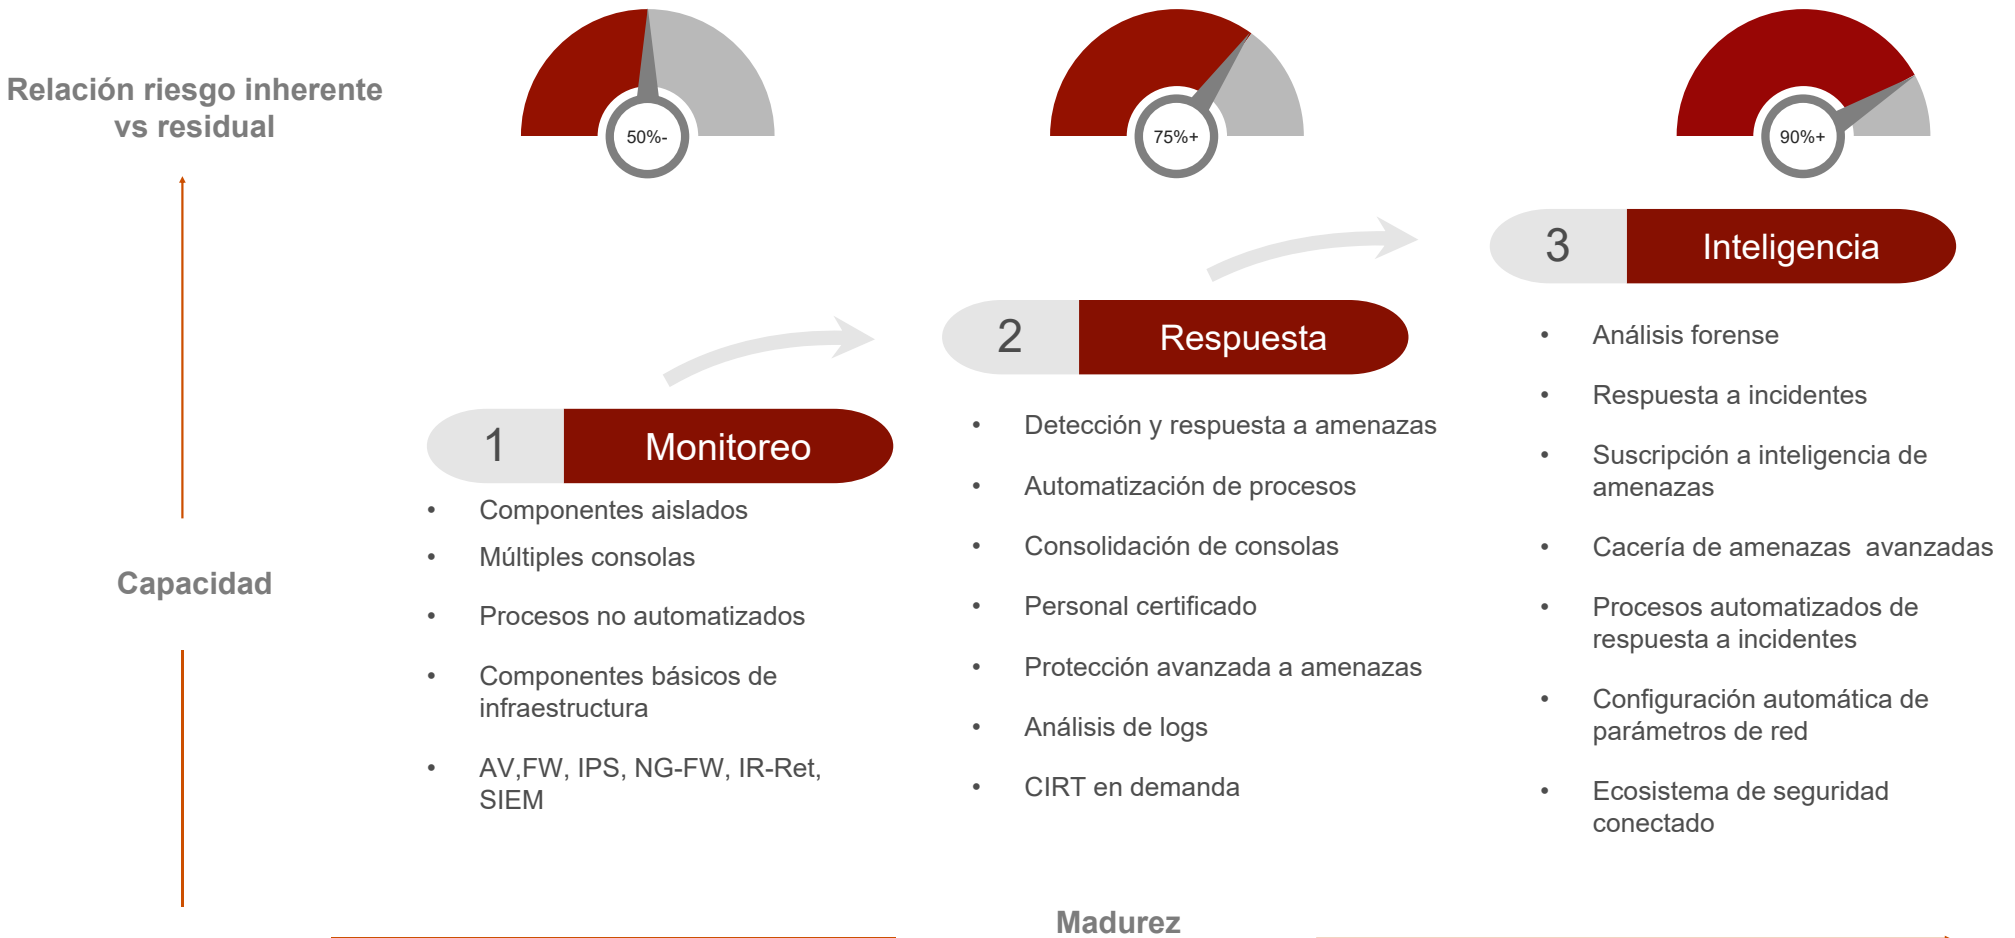 Relación riesgo inherente
vs residual
50%-
75%+
90%+
Capacidad
1
Monitoreo
• Componentes aislados
• Múltiples consolas
• Procesos no automatizados
• Componentes básicos de
infraestructura
• AV,FW, IPS, NG-FW, IR-Ret,
SIEM
2
Respuesta
• Detección y respuesta a amenazas
• Automatización de procesos
• Consolidación de consolas
• Personal certificado
• Protección avanzada a amenazas
• Análisis de logs
• CIRT en demanda
3
Inteligencia
• Análisis forense
• Respuesta a incidentes
• Suscripción a inteligencia de
amenazas
• Cacería de amenazas  avanzadas
• Procesos automatizados de
respuesta a incidentes
• Configuración automática de
parámetros de red
• Ecosistema de seguridad
conectado
Madurez